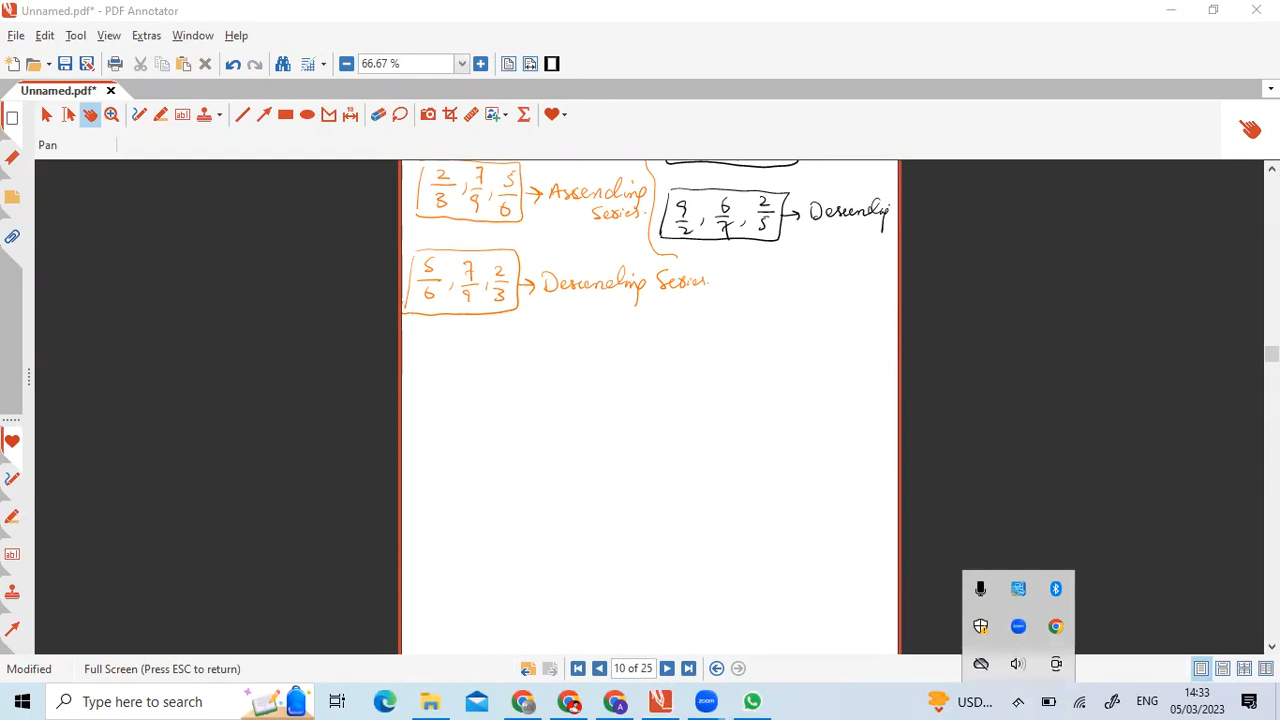 Unnamed.pdf* - PDF Annotator
File Edit Tool View Extras Window Help
66.67 %
Unnamed.pdf*
Pan
2/3, 7/9, 5/6 → Assending
Series.
9/2, 6/7, 2/5 → Descendig
5/6, 7/9, 2/3 → Descending Series.
Modified Full Screen (Press ESC to return) 10 of 25
Type here to search
USD... ENG 14:33
05/03/2023